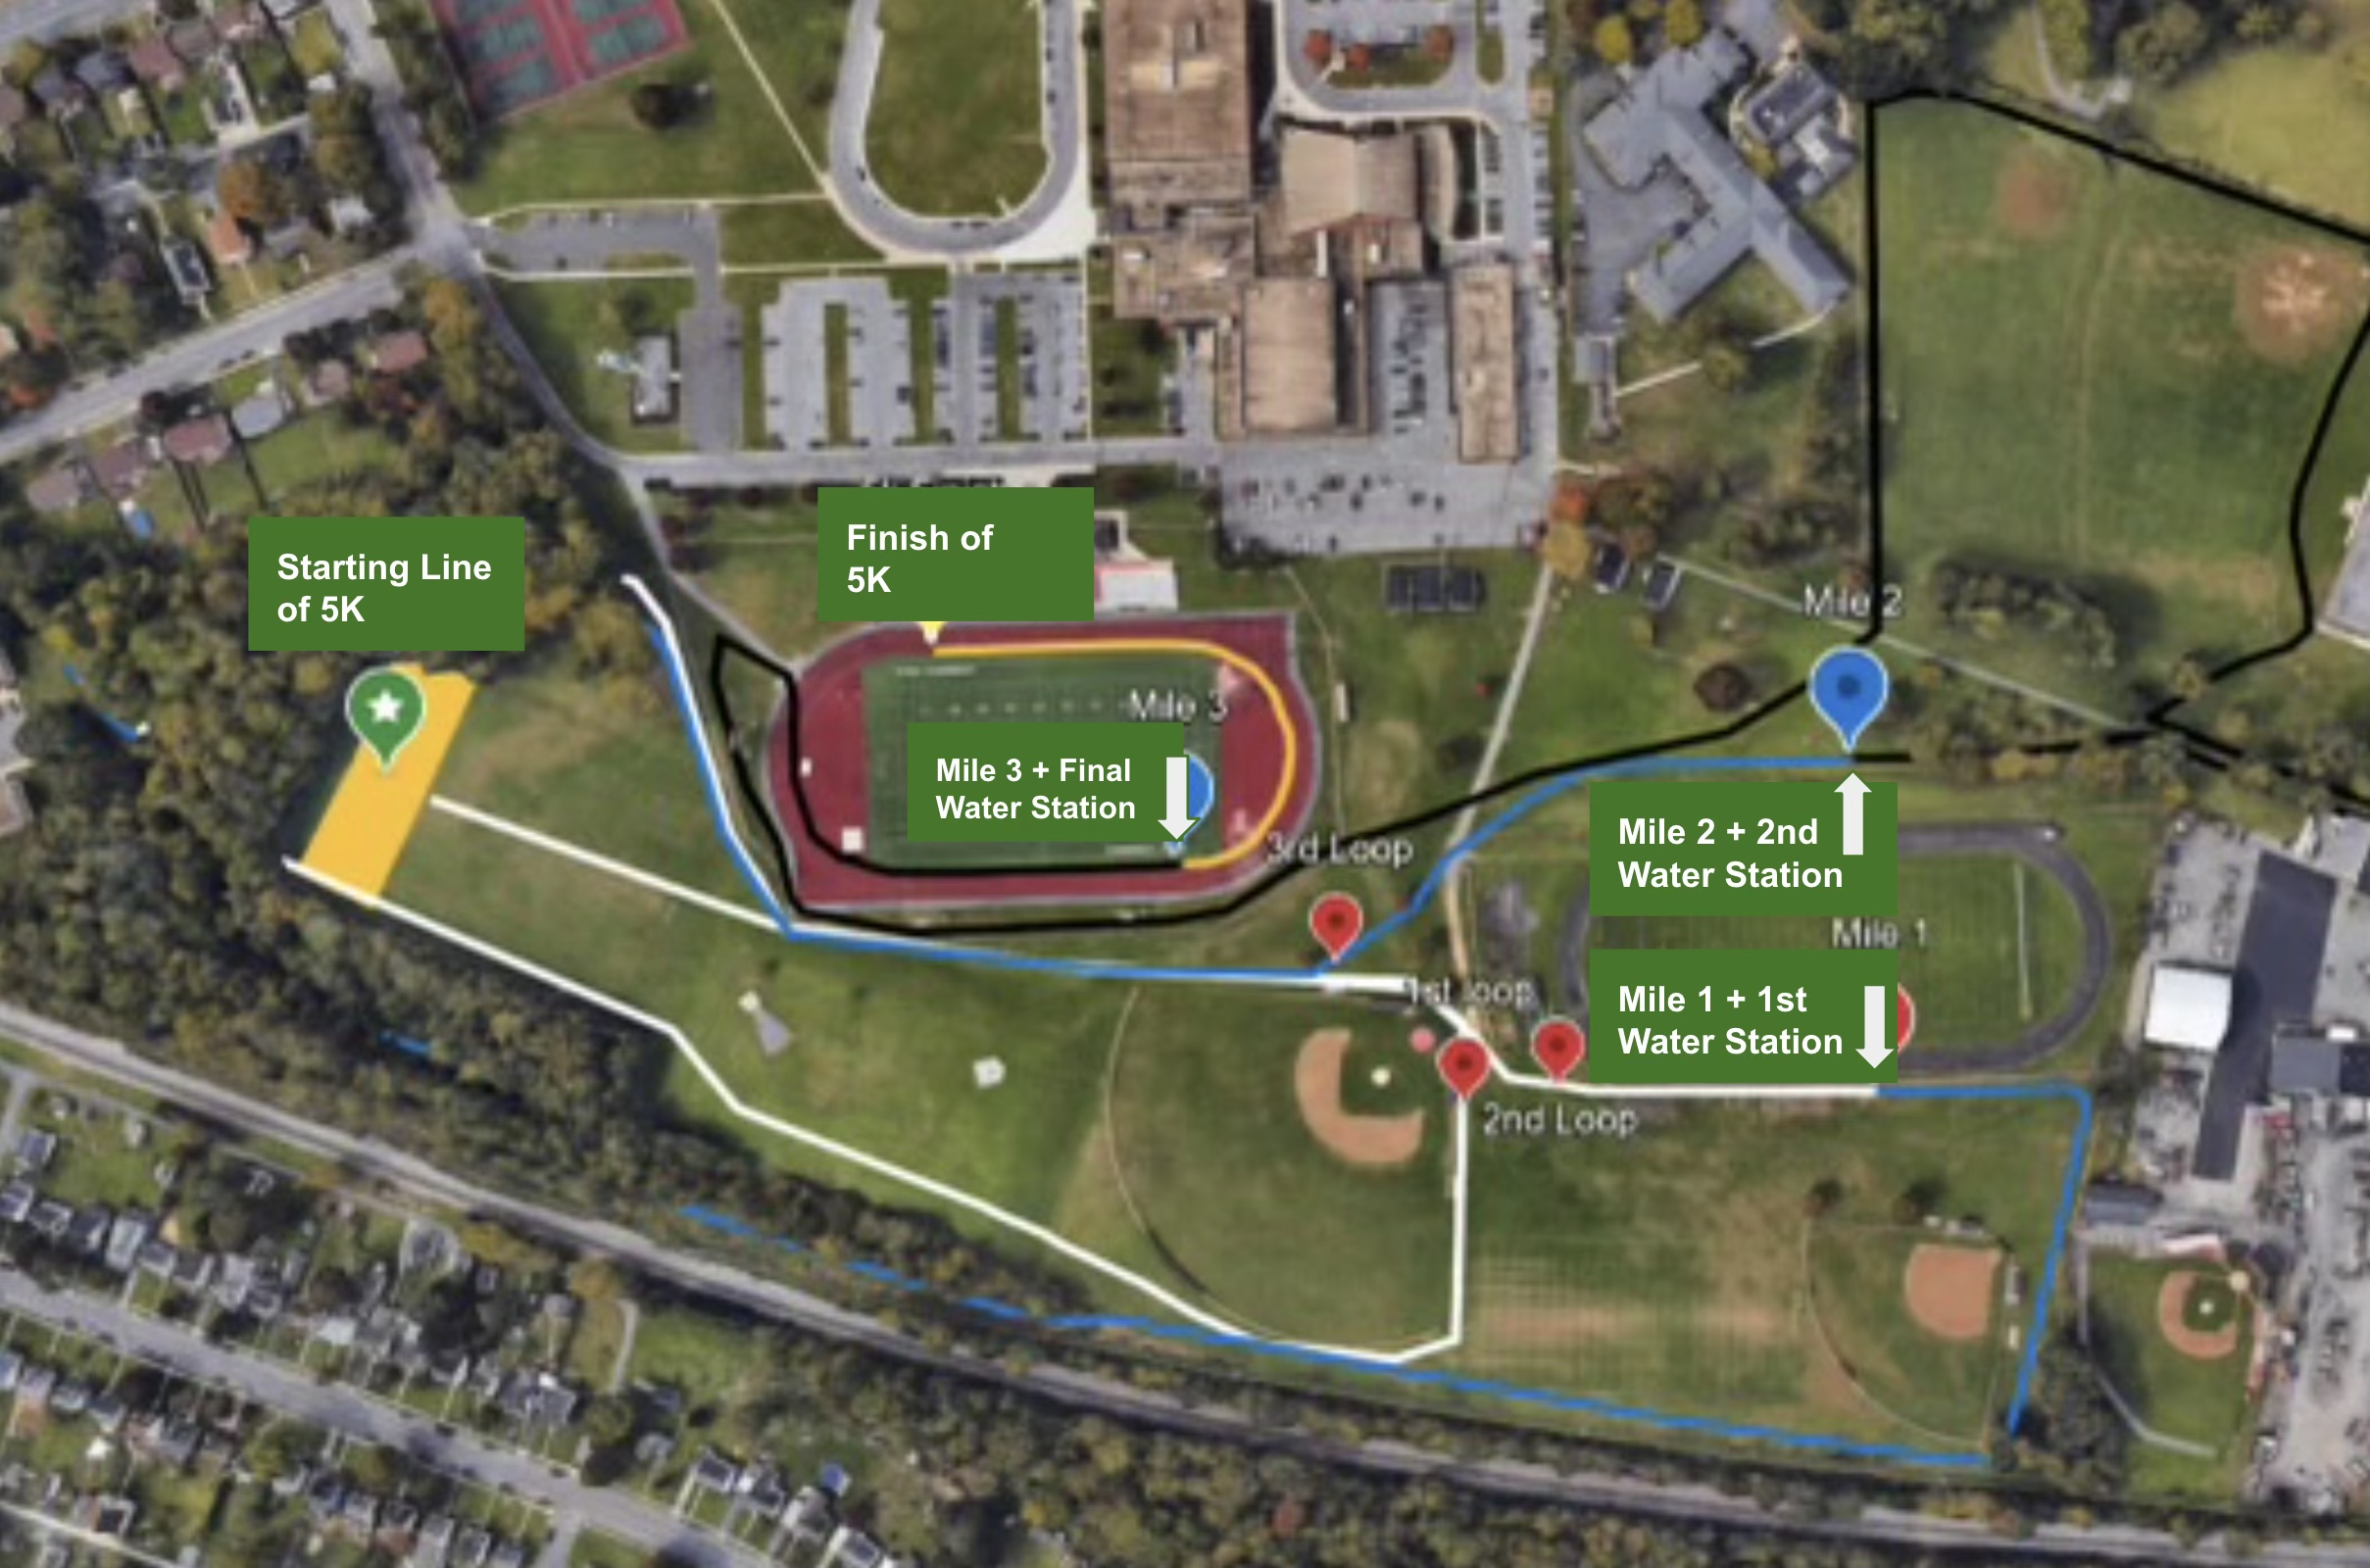 Starting Line
of 5K
Finish of
5K
Mile 2
Mile 3
Mile 3 + Final
Water Station
3rd Loop
Mile 2 + 2nd
Water Station
Mile 1
1st loop
Mile 1 + 1st
Water Station
2nd Loop